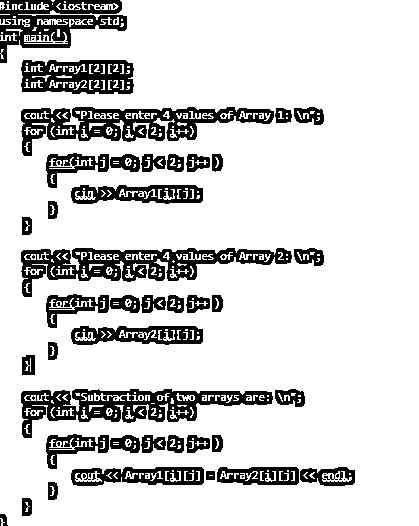 #include <iostream>
using namespace std;
int main( )
{
int Array1[2][2];
int Array2[2][2];
cout << "Please enter 4 values of Array 1: \n";
for (int i = 0; i < 2; i++)
{
for(int j = 0; j < 2; j++ )
{
cin >> Array1[i][j];
}
}
cout << "Please enter 4 values of Array 2: \n";
for (int i = 0; i < 2; i++)
{
for(int j = 0; j < 2; j++ )
{
cin >> Array2[i][j];
}
}
cout << "Subtraction of two arrays are: \n";
for (int i = 0; i < 2; i++)
{
for(int j = 0; j < 2; j++ )
{
cout << Array1[i][j] - Array2[i][j] << endl;
}
}
}